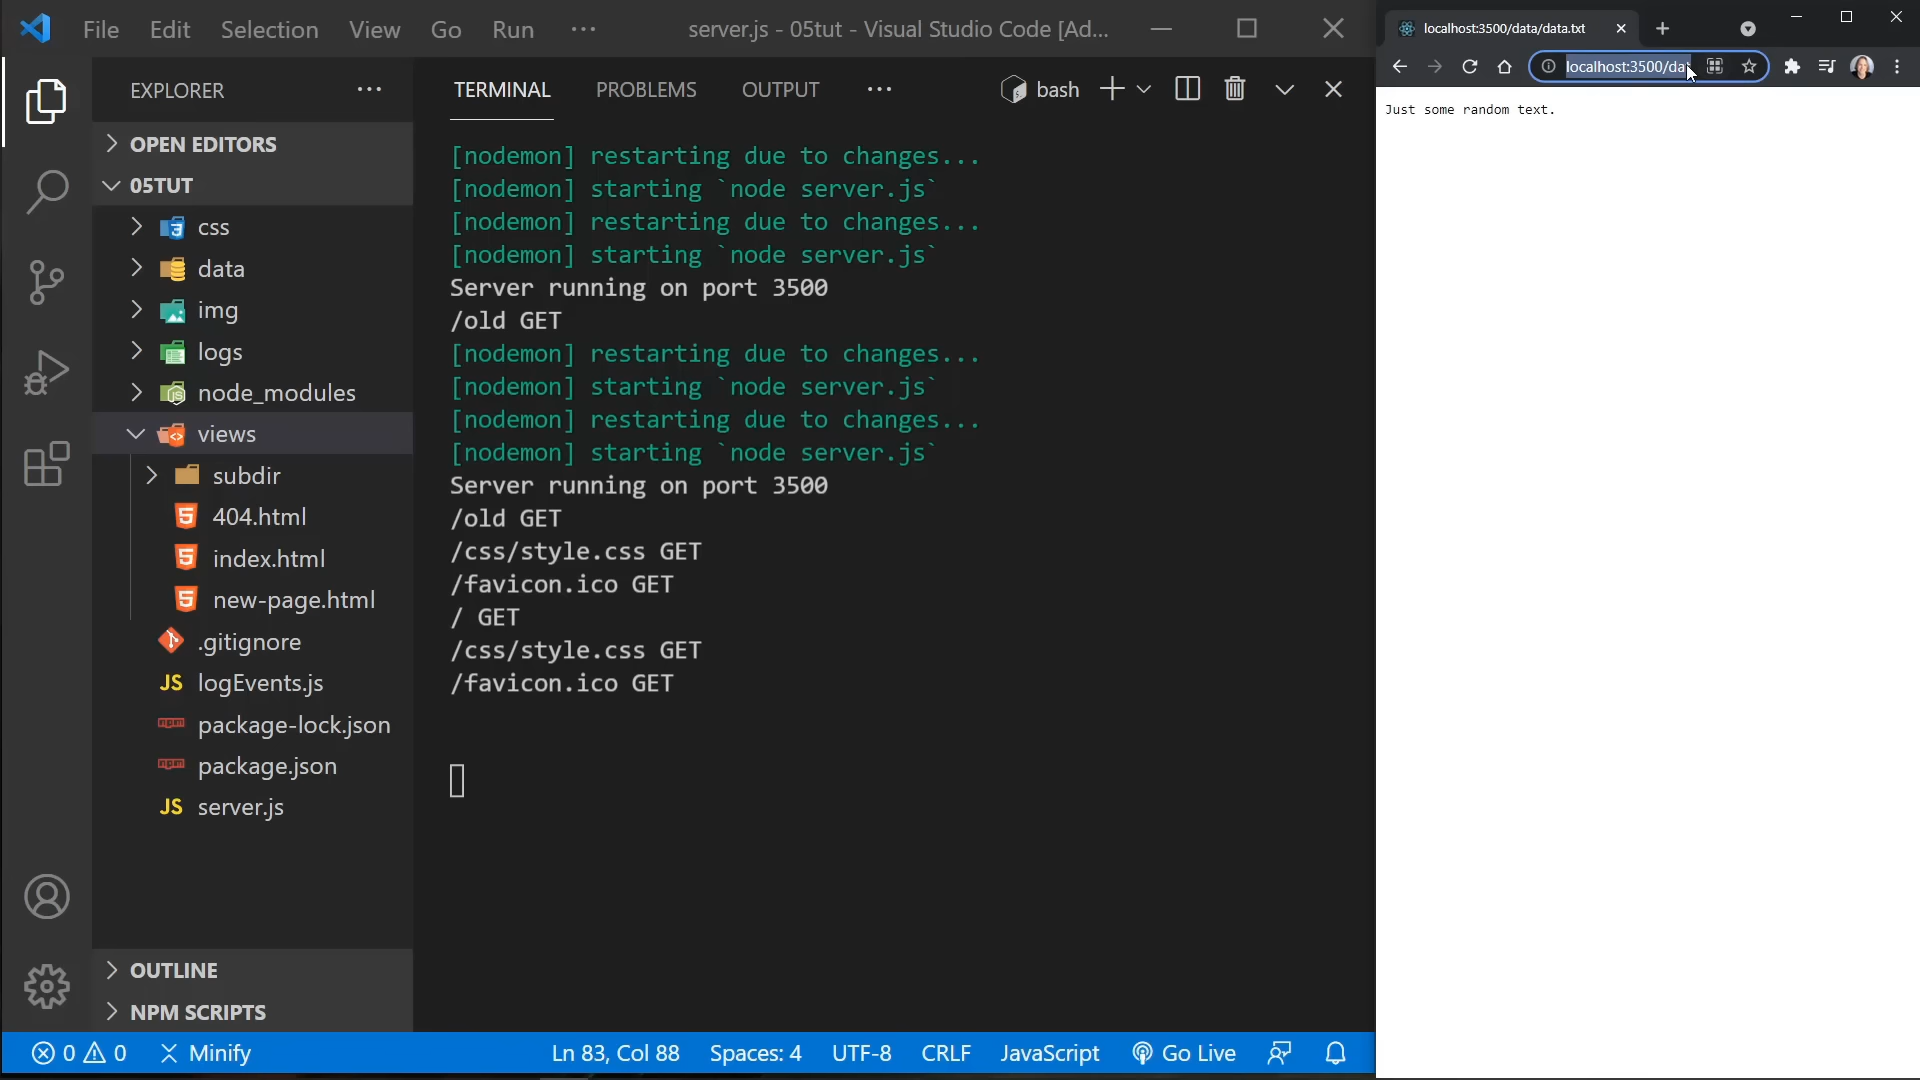 File Edit Selection View Go Run ··· server.js - 05tut - Visual Studio Code [Ad...
EXPLORER ···
OPEN EDITORS
05TUT
css
data
img
logs
node_modules
views
subdir
404.html
index.html
new-page.html
.gitignore
JS logEvents.js
package-lock.json
package.json
JS server.js
OUTLINE
NPM SCRIPTS
TERMINAL PROBLEMS OUTPUT ··· bash
[nodemon] restarting due to changes...
[nodemon] starting `node server.js`
[nodemon] restarting due to changes...
[nodemon] starting `node server.js`
Server running on port 3500
/old GET
[nodemon] restarting due to changes...
[nodemon] starting `node server.js`
[nodemon] restarting due to changes...
[nodemon] starting `node server.js`
Server running on port 3500
/old GET
/css/style.css GET
/favicon.ico GET
/ GET
/css/style.css GET
/favicon.ico GET
0 0 Minify Ln 83, Col 88 Spaces: 4 UTF-8 CRLF JavaScript Go Live
localhost:3500/data/data.txt
localhost:3500/da
Just some random text.